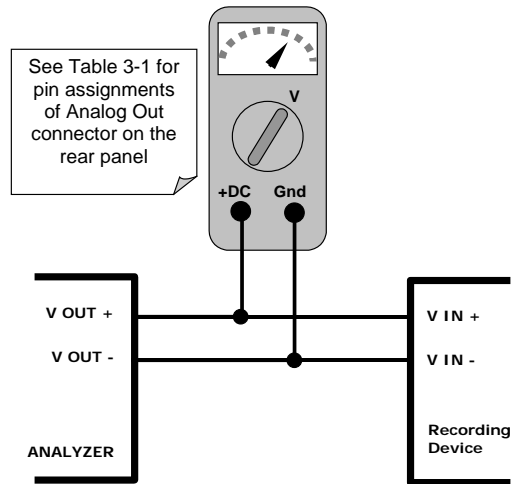 See Table 3-1 for
pin assignments
of Analog Out
connector on the
rear panel
V
+DC Gnd
V OUT +
V OUT -
ANALYZER
V IN +
V IN -
Recording
Device